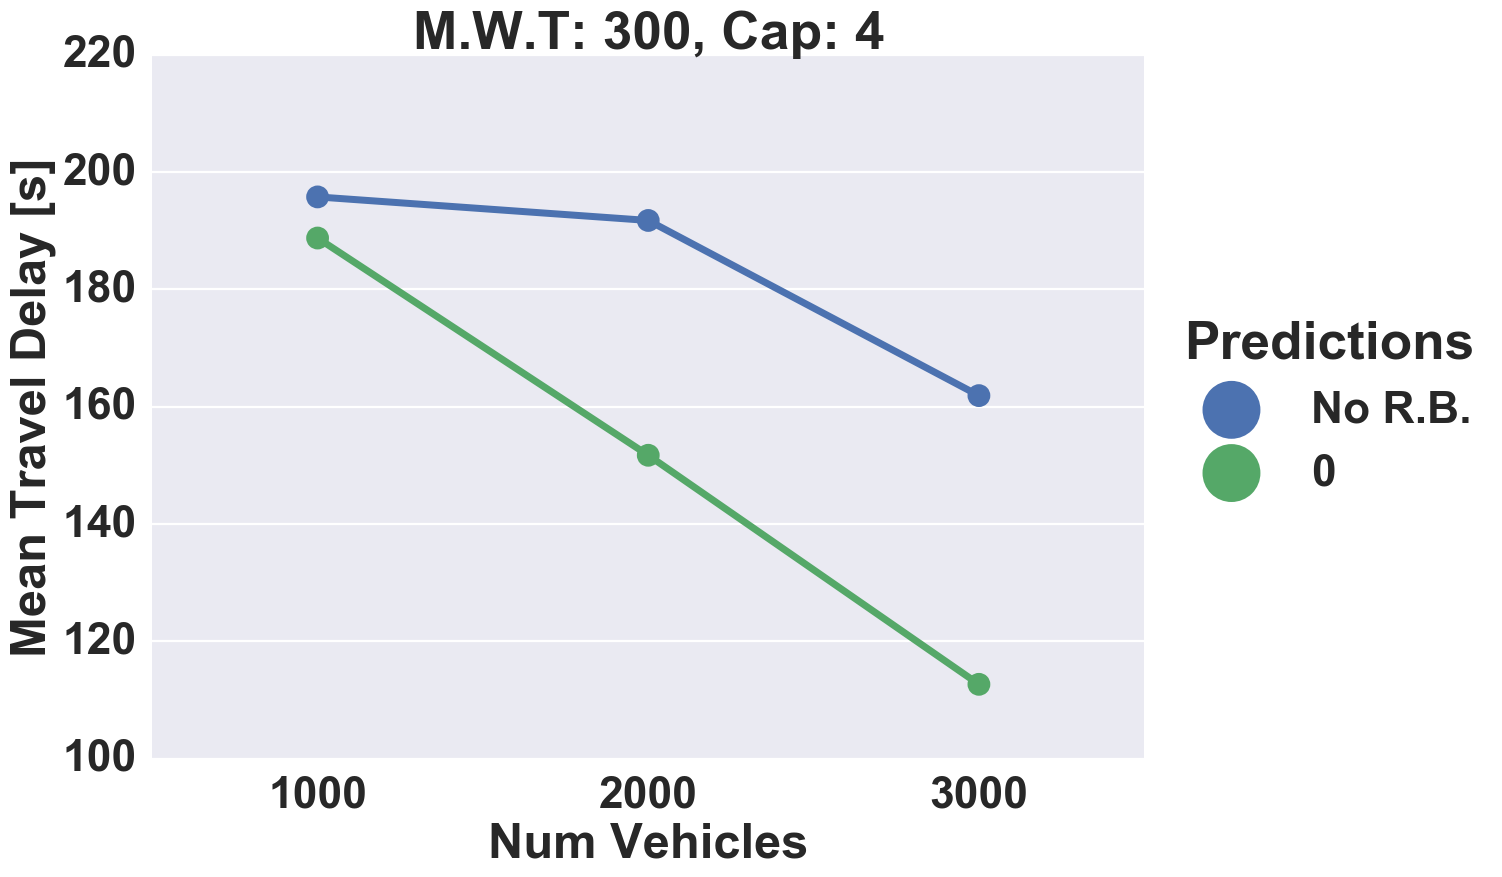 M.W.T: 300, Cap: 4
220
200
180
160
140
120
100
Mean Travel Delay [s]
1000 2000 3000
Num Vehicles
Predictions
No R.B.
0